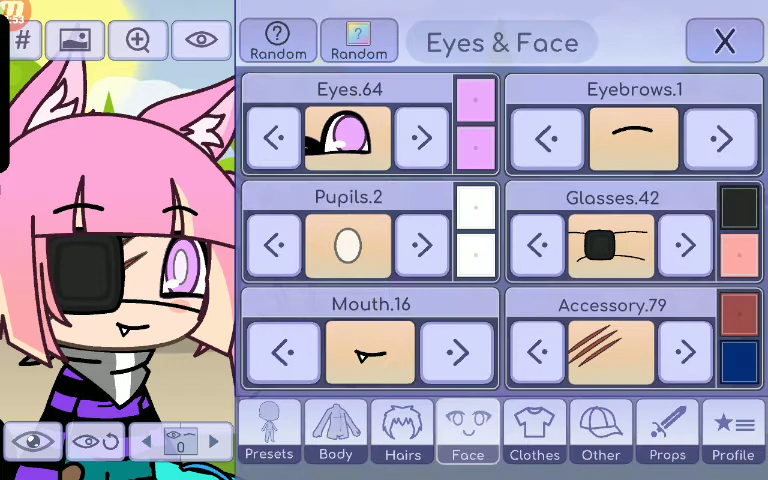 :53
#
Random
Random
Eyes & Face
X
Eyes.64
Eyebrows.1
Pupils.2
Glasses.42
Mouth.16
Accessory.79
0
Presets
Body
Hairs
Face
Clothes
Other
Props
Profile